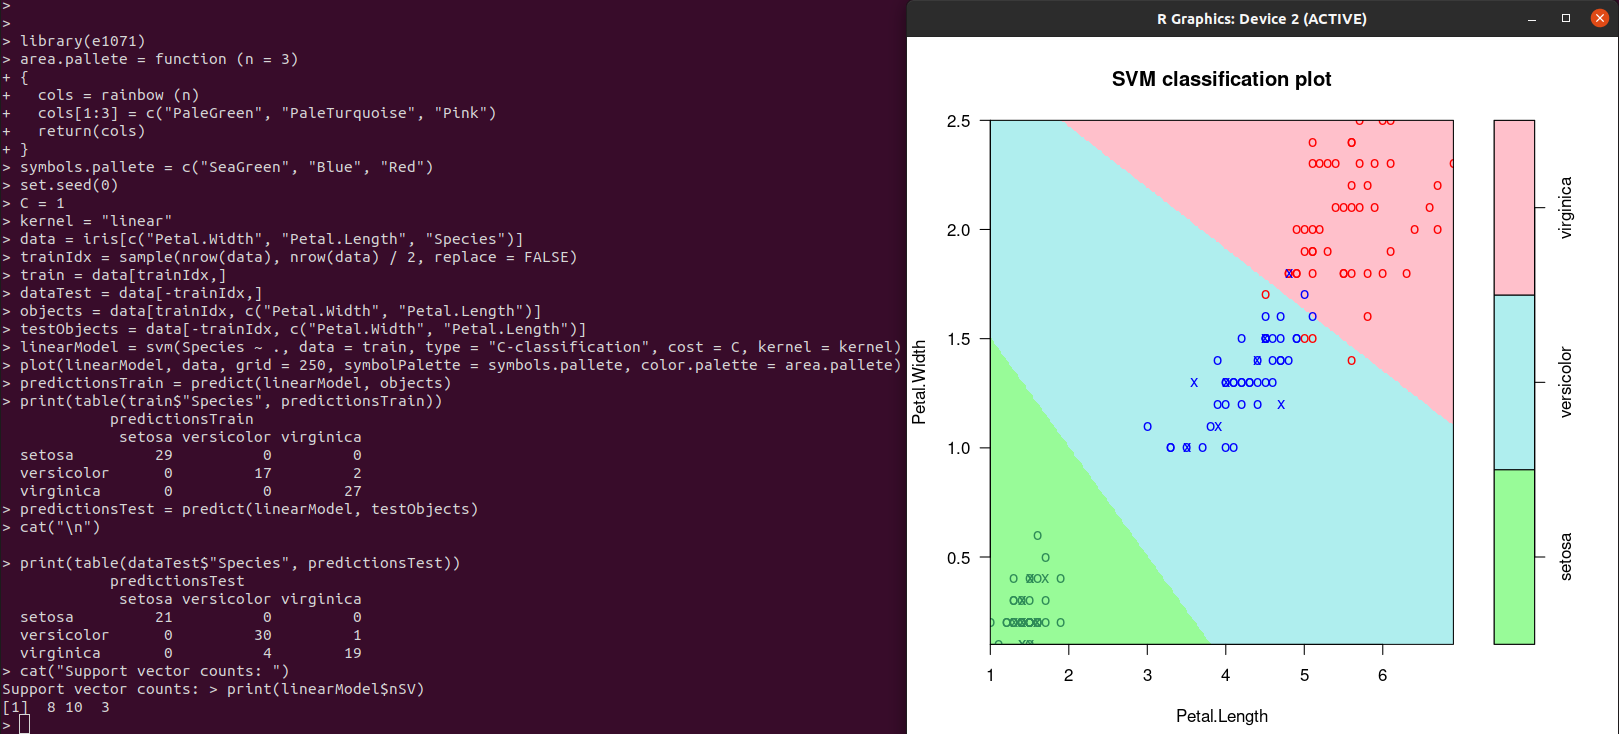 >
>
> library(e1071)
> area.pallete = function (n = 3)
+ {
+   cols = rainbow (n)
+   cols[1:3] = c("PaleGreen", "PaleTurquoise", "Pink")
+   return(cols)
+ }
> symbols.pallete = c("SeaGreen", "Blue", "Red")
> set.seed(0)
> C = 1
> kernel = "linear"
> data = iris[c("Petal.Width", "Petal.Length", "Species")]
> trainIdx = sample(nrow(data), nrow(data) / 2, replace = FALSE)
> train = data[trainIdx,]
> dataTest = data[-trainIdx,]
> objects = data[trainIdx, c("Petal.Width", "Petal.Length")]
> testObjects = data[-trainIdx, c("Petal.Width", "Petal.Length")]
> linearModel = svm(Species ~ ., data = train, type = "C-classification", cost = C, kernel = kernel)
> plot(linearModel, data, grid = 250, symbolPalette = symbols.pallete, color.palette = area.pallete)
> predictionsTrain = predict(linearModel, objects)
> print(table(train$"Species", predictionsTrain))
            predictionsTrain
             setosa versicolor virginica
  setosa         29          0         0
  versicolor      0         17         2
  virginica       0          0        27
> predictionsTest = predict(linearModel, testObjects)
> cat("\n")

> print(table(dataTest$"Species", predictionsTest))
            predictionsTest
             setosa versicolor virginica
  setosa         21          0         0
  versicolor      0         30         1
  virginica       0          4        19
> cat("Support vector counts: ")
Support vector counts: > print(linearModel$nSV)
[1]  8 10  3
>
R Graphics: Device 2 (ACTIVE)
SVM classification plot
Petal.Width
2.5
2.0
1.5
1.0
0.5
1 2 3 4 5 6
Petal.Length
virginica
versicolor
setosa